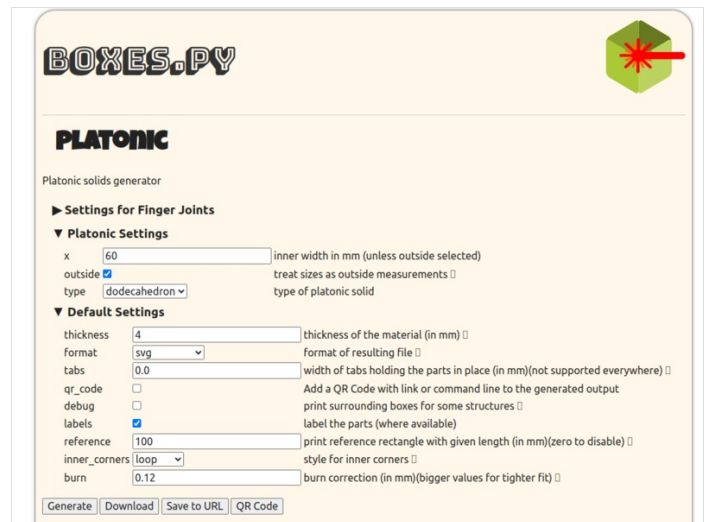 BOXES.PY
PLATONIC
Platonic solids generator
▶ Settings for Finger Joints
▼ Platonic Settings
x 60 inner width in mm (unless outside selected)
outside treat sizes as outside measurements
type dodecahedron type of platonic solid
▼ Default Settings
thickness 4 thickness of the material (in mm)
format svg format of resulting file
tabs 0.0 width of tabs holding the parts in place (in mm)(not supported everywhere)
qr_code Add a QR Code with link or command line to the generated output
debug print surrounding boxes for some structures
labels label the parts (where available)
reference 100 print reference rectangle with given length (in mm)(zero to disable)
inner_corners loop style for inner corners
burn 0.12 burn correction (in mm)(bigger values for tighter fit)
Generate Download Save to URL QR Code